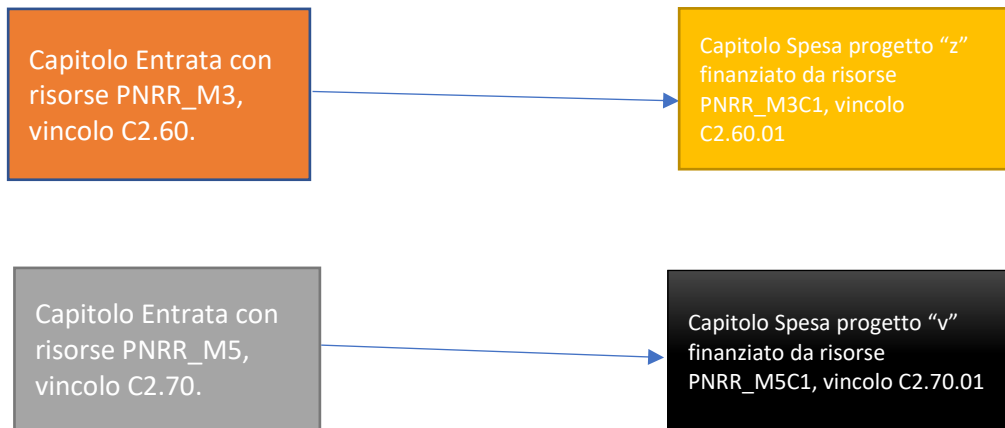 Capitolo Entrata con
risorse PNRR_M3,
vincolo C2.60.
Capitolo Spesa progetto “z”
finanziato da risorse
PNRR_M3C1, vincolo
C2.60.01
Capitolo Entrata con
risorse PNRR_M5,
vincolo C2.70.
Capitolo Spesa progetto “v”
finanziato da risorse
PNRR_M5C1, vincolo C2.70.01